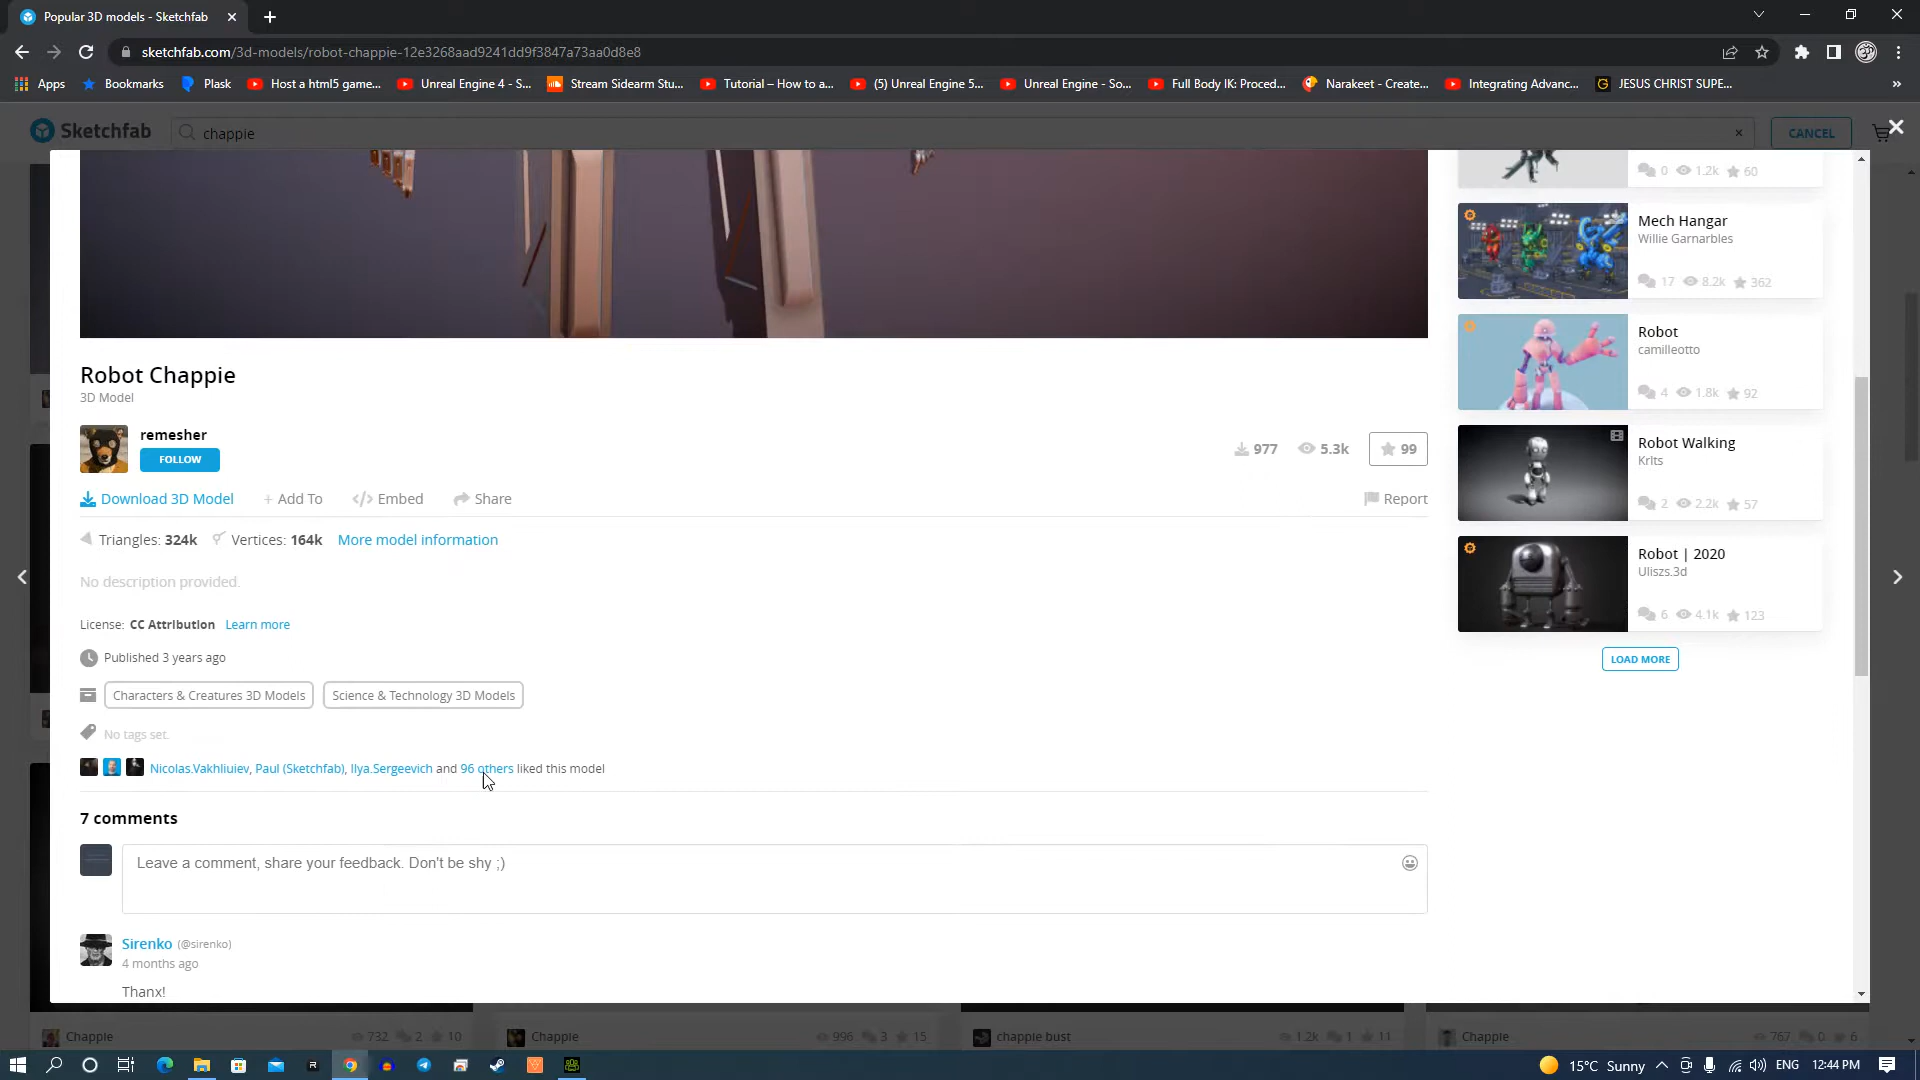 Popular 3D models - Sketchfab
sketchfab.com/3d-models/robot-chappie-12e3268aad9241dd9f3847a73aa0d8e8
Apps
Bookmarks
Plask
Host a html5 game...
Unreal Engine 4 - S...
Stream Sidearm Stu...
Tutorial – How to a...
(5) Unreal Engine 5...
Unreal Engine - So...
Full Body IK: Proced...
Narakeet - Create...
Integrating Advanc...
JESUS CHRIST SUPE...
»
Sketchfab
chappie
CANCEL
Robot Chappie
3D Model
remesher
FOLLOW
977 5.3k 99
Download 3D Model
+ Add To
</> Embed
Share
Report
Triangles: 324k Vertices: 164k More model information
No description provided.
License: CC Attribution Learn more
Published 3 years ago
Characters & Creatures 3D Models
Science & Technology 3D Models
No tags set.
Nicolas.Vakhliuiev, Paul (Sketchfab), Ilya.Sergeevich and 96 others liked this model
7 comments
Leave a comment, share your feedback. Don't be shy ;)
Sirenko (@sirenko)
4 months ago
Thanx!
0 1.2k 60
Mech Hangar
Willie Garnarbles
17 8.2k 362
Robot
camilleotto
4 1.8k 92
Robot Walking
Krlts
2 2.2k 57
Robot | 2020
Uliszs.3d
6 4.1k 123
LOAD MORE
Chappie 732 2 10
Chappie 996 3 15
chappie bust 1.2k 1 11
Chappie 767 0 6
15°C Sunny
ENG
12:44 PM